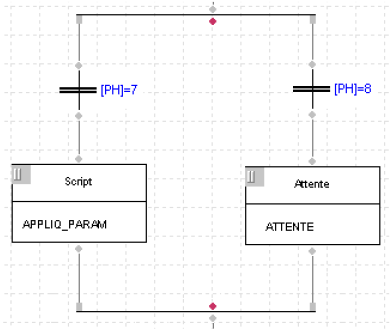 [PH]=7
[PH]=8
Script
APPLIQ_PARAM
Attente
ATTENTE